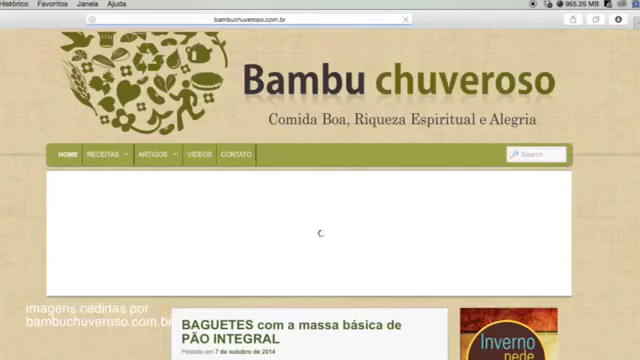 Histórico Favoritos Janela Ajuda 955.25 MB
bambuchuveroso.com.br
Bambu chuveroso
Comida Boa, Riqueza Espiritual e Alegria
HOME RECEITAS ARTIGOS VÍDEOS CONTATO Search
imagens cedidas por
bambuchuveroso.com.br
BAGUETES com a massa básica de
PÃO INTEGRAL
Postado em 7 de outubro de 2014
Inverno
pede